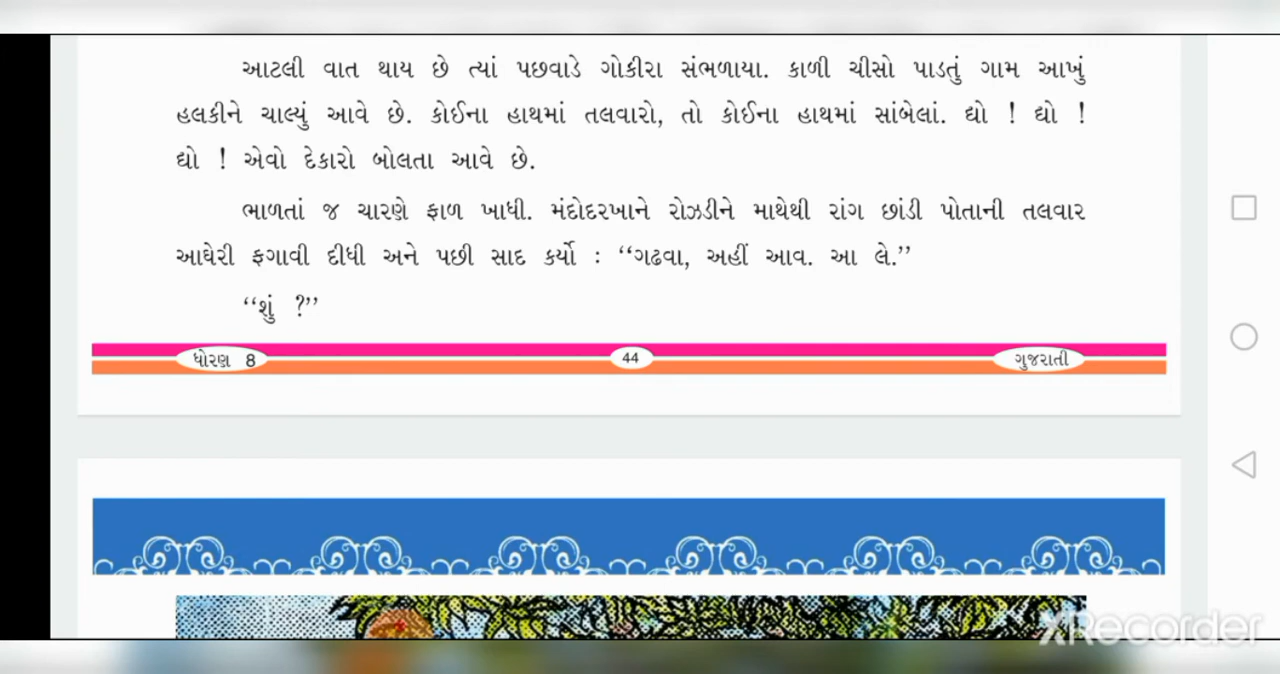 આટલી વાત થાય છે ત્યાં પછવાડે ગોકીરા સંભળાયા. કાળી ચીસો પાડતું ગામ આખું
હલકીને ચાલ્યું આવે છે. કોઈના હાથમાં તલવારો, તો કોઈના હાથમાં સાંબેલાં. દ્યો ! દ્યો !
દ્યો ! એવો દેકારો બોલતા આવે છે.
ભાળતાં જ ચારણે ફાળ ખાધી. મંદોદરખાને રોઝડીને માથેથી રાંગ છાંડી પોતાની તલવાર
આઘેરી ફગાવી દીધી અને પછી સાદ કર્યો : “ગઢવા, અહીં આવ. આ લે.”
“શું ?”
ધોરણ 8
44
ગુજરાતી
XRecorder